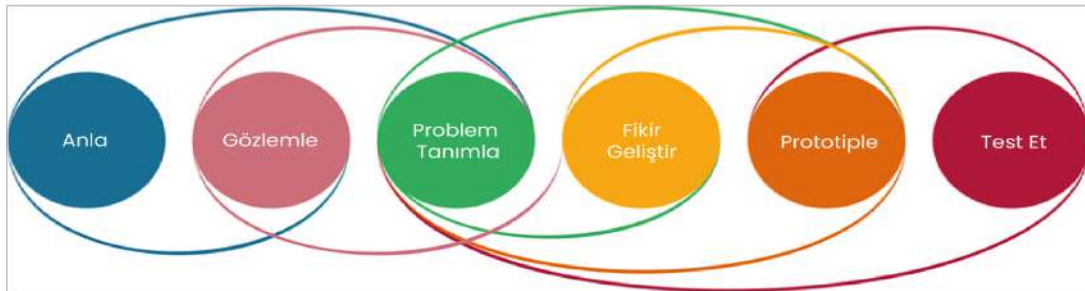 Anla
Gözlemle
Problem
Tanımla
Fikir
Geliştir
Prototiple
Test Et